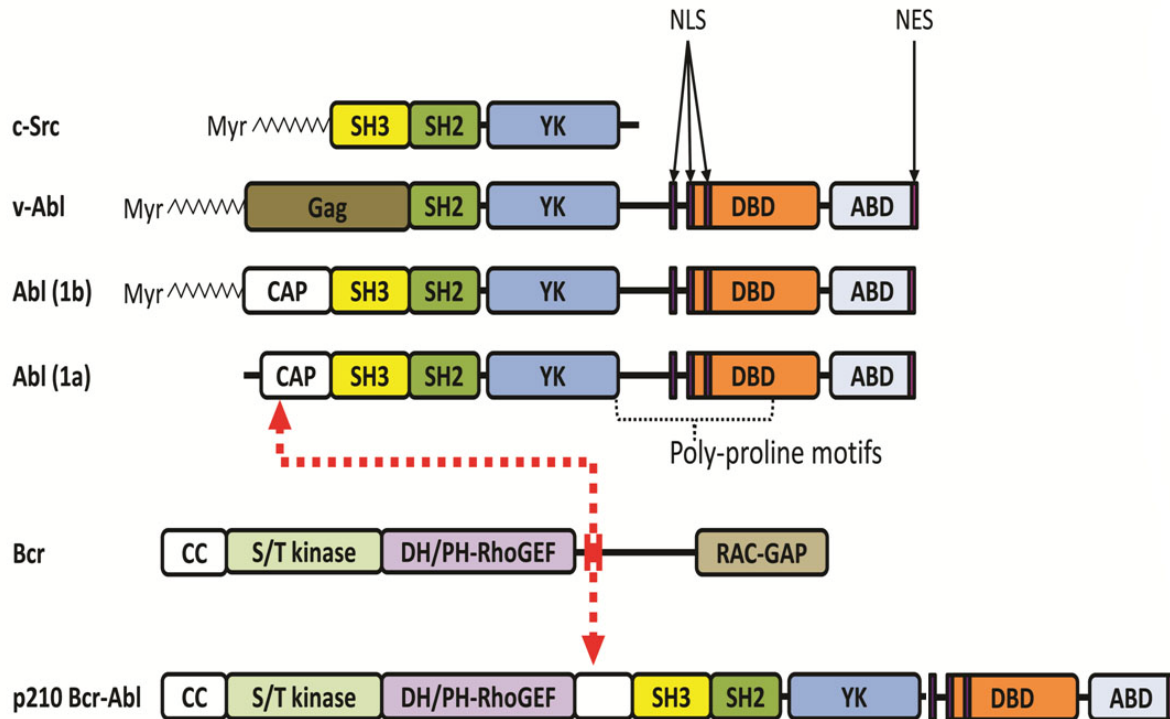 NLS NES
c-Src Myr SH3 SH2 YK
v-Abl Myr Gag SH2 YK DBD ABD
Abl (1b) Myr CAP SH3 SH2 YK DBD ABD
Abl (1a) CAP SH3 SH2 YK DBD ABD
Poly-proline motifs
Bcr CC S/T kinase DH/PH-RhoGEF RAC-GAP
p210 Bcr-Abl CC S/T kinase DH/PH-RhoGEF SH3 SH2 YK DBD ABD